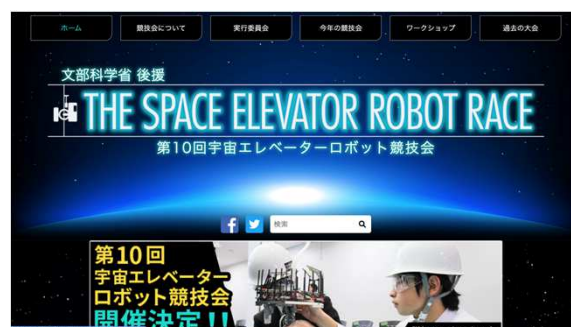 ホーム
競技会について
実行委員会
今年の競技会
ワークショップ
過去の大会
文部科学省 後援
THE SPACE ELEVATOR ROBOT RACE
第10回宇宙エレベーターロボット競技会
検索
第10回
宇宙エレベーター
ロボット競技会
開催決定!!